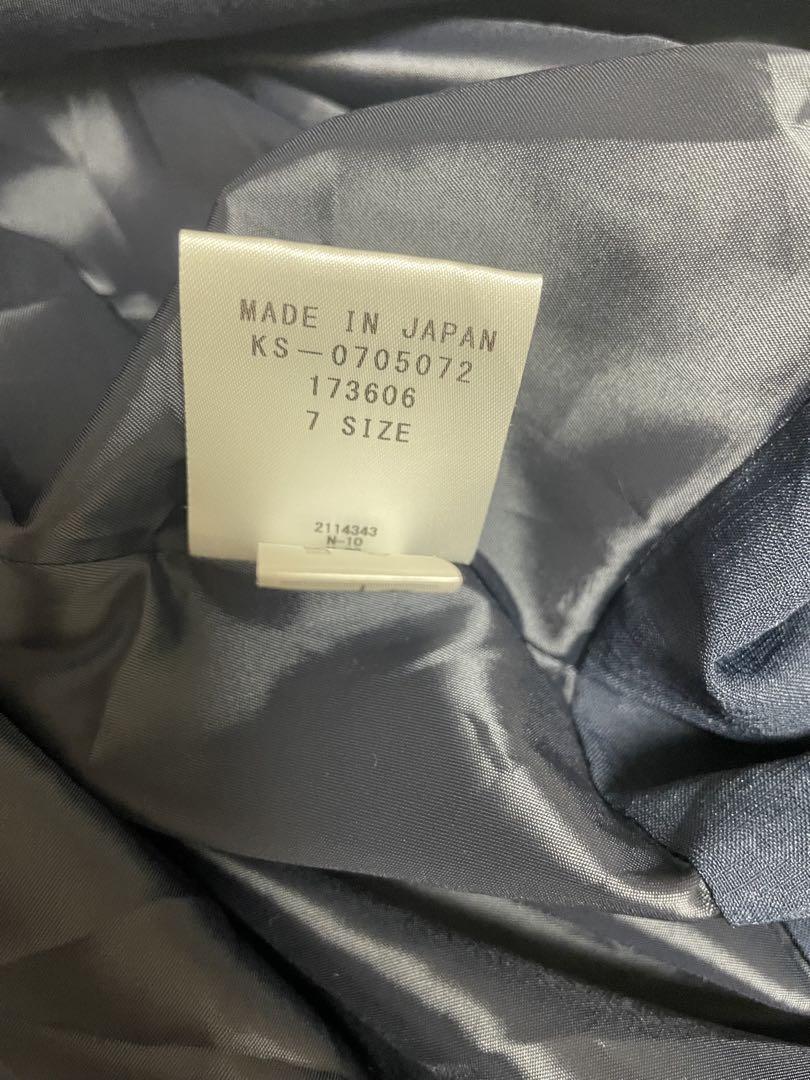 MADE IN JAPAN
KS－0705072
173606
7 SIZE
2114343
N-10